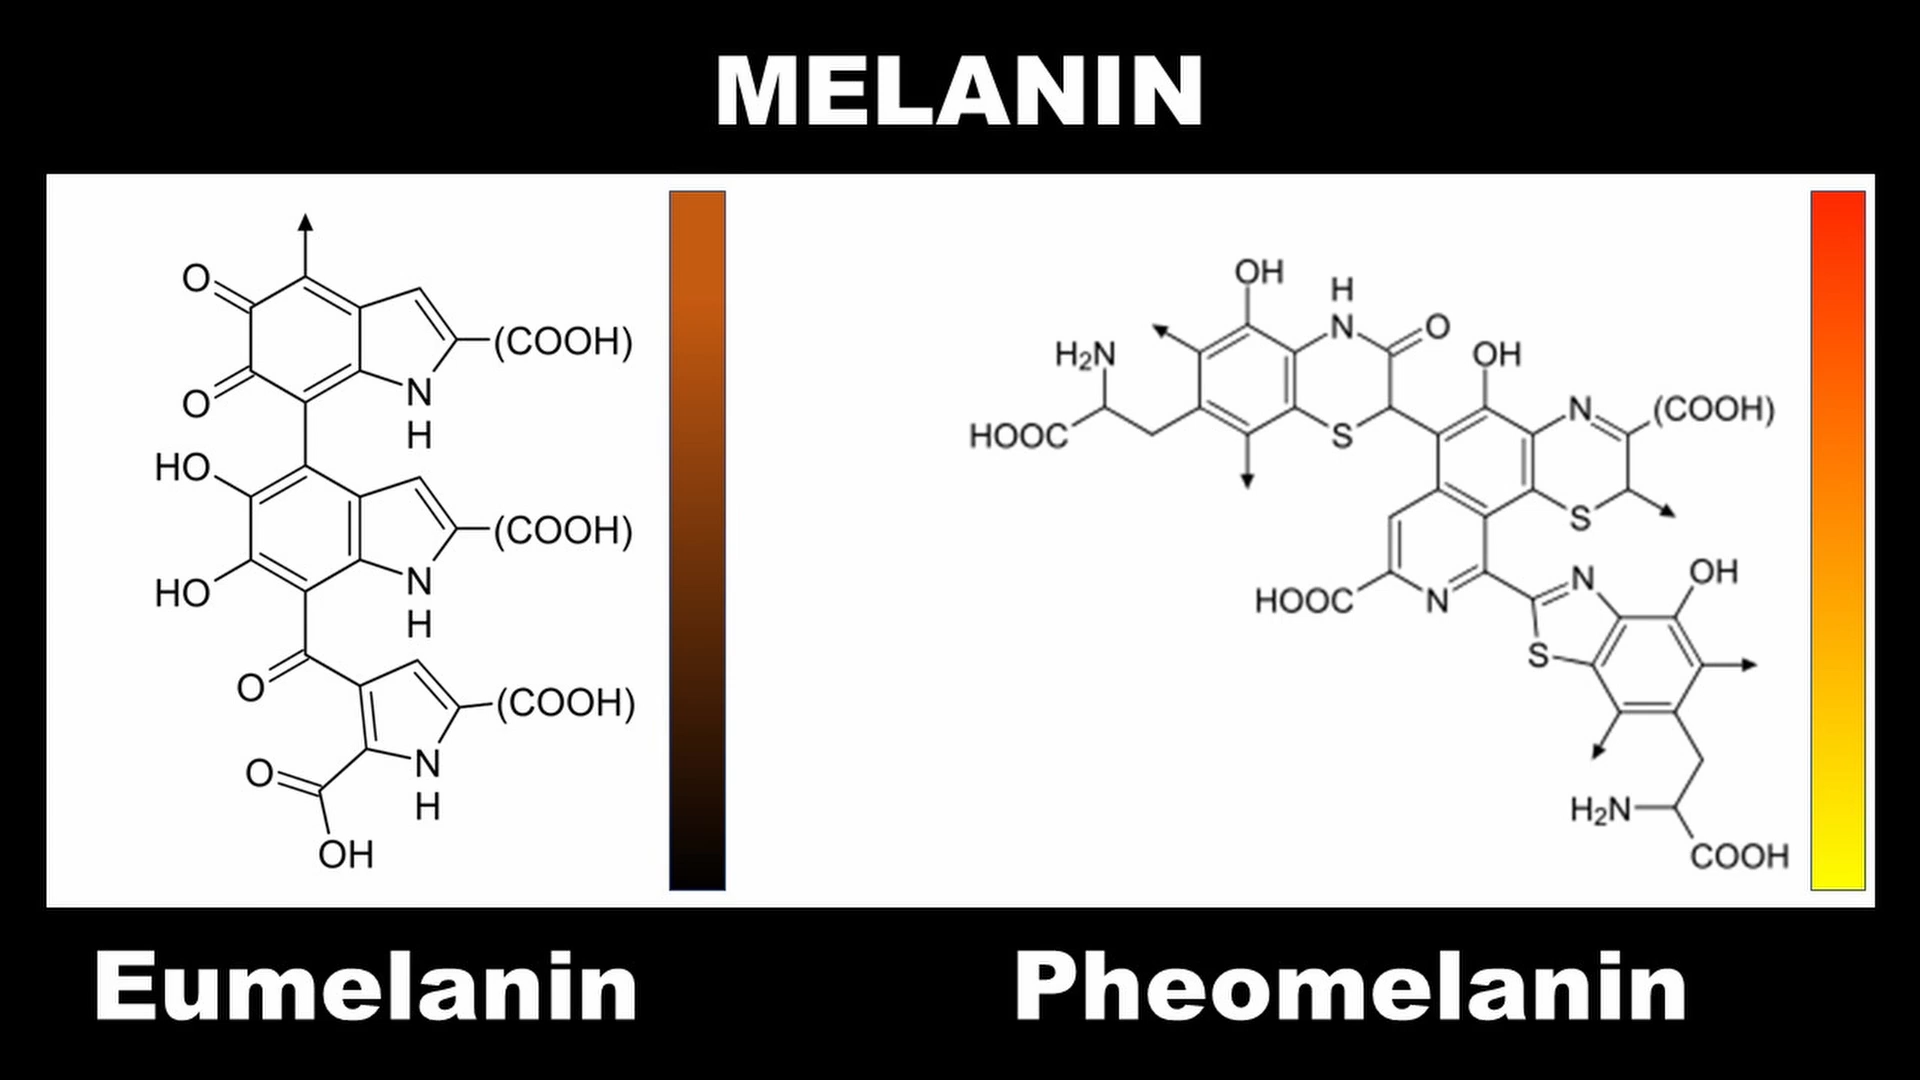 MELANIN
O
(COOH)
O
N
H
HO
(COOH)
HO
N
H
O
(COOH)
O
N
H
OH
OH
H
N
O
H₂N
OH
HOOC
S
N
(COOH)
S
HOOC
N
N
OH
S
H₂N
COOH
Eumelanin
Pheomelanin